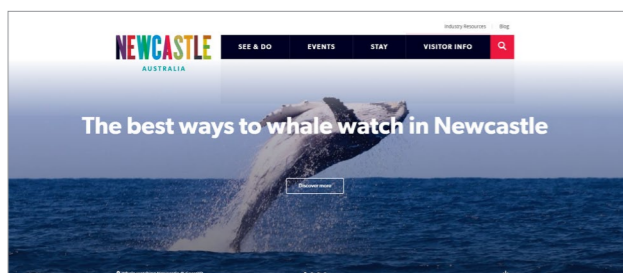 Industry Resources | Blog
NEWCASTLE
AUSTRALIA
SEE & DO EVENTS STAY VISITOR INFO
The best ways to whale watch in Newcastle
Discover more